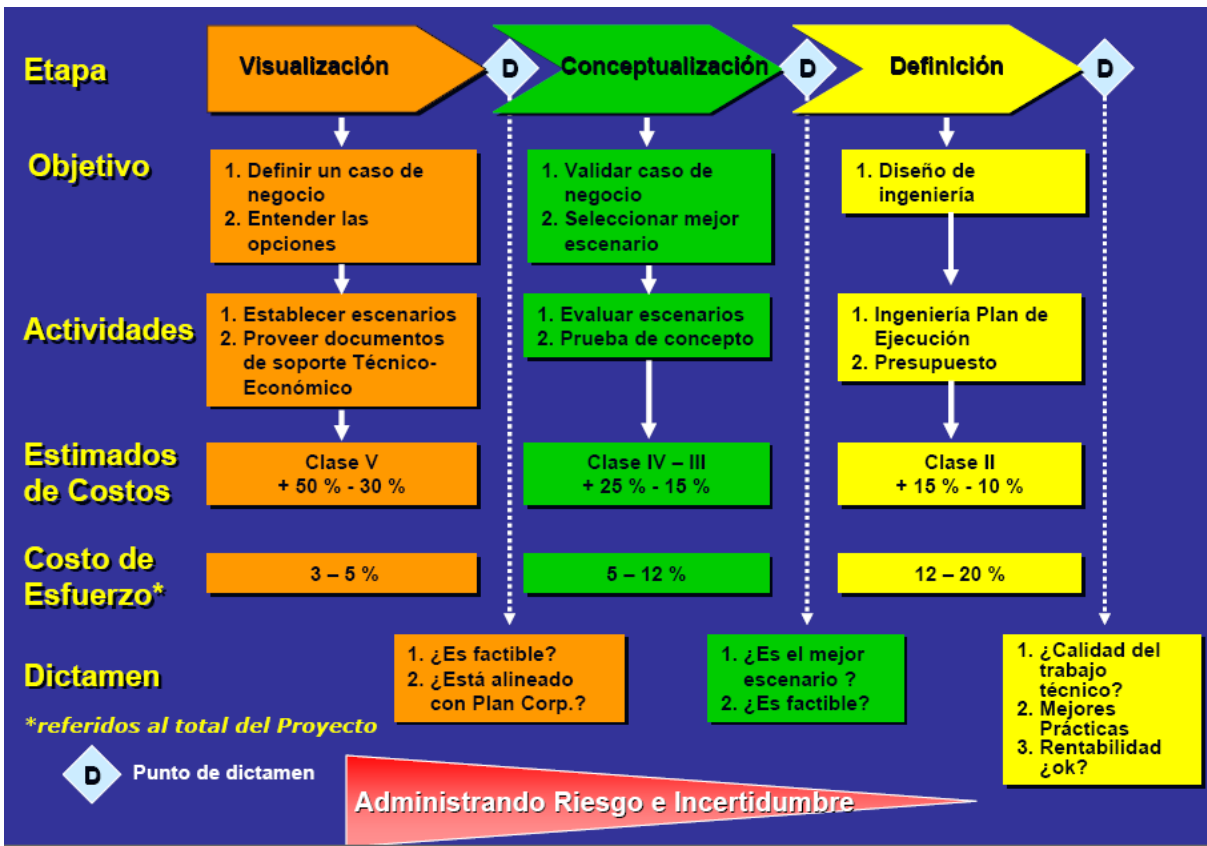 Etapa
Visualización
D
Conceptualización
D
Definición
D
Objetivo
1. Definir un caso de
negocio
2. Entender las
opciones
1. Validar caso de
negocio
2. Seleccionar mejor
escenario
1. Diseño de
ingeniería
Actividades
1. Establecer escenarios
2. Proveer documentos
de soporte Técnico-
Económico
1. Evaluar escenarios
2. Prueba de concepto
1. Ingeniería Plan de
Ejecución
2. Presupuesto
Estimados
de Costos
Clase V
+ 50 % - 30 %
Clase IV – III
+ 25 % - 15 %
Clase II
+ 15 % - 10 %
Costo de
Esfuerzo*
3 – 5 %
5 – 12 %
12 – 20 %
Dictamen
1. ¿Es factible?
2. ¿Está alineado
con Plan Corp.?
1. ¿Es el mejor
escenario ?
2. ¿Es factible?
1. ¿Calidad del
trabajo
técnico?
2. Mejores
Prácticas
3. Rentabilidad
¿ok?
*referidos al total del Proyecto
D
Punto de dictamen
Administrando Riesgo e Incertidumbre